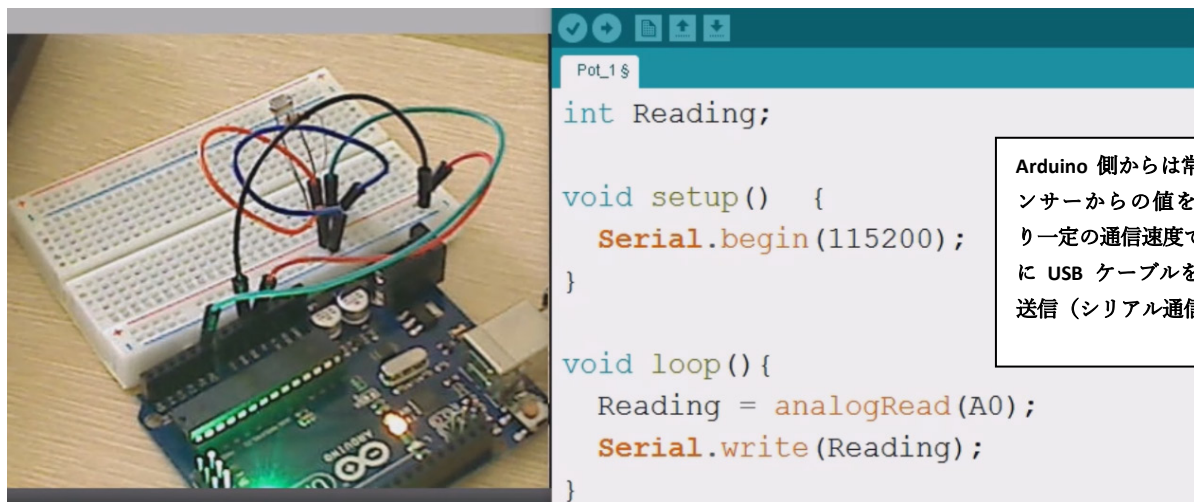 Pot_1 §
int Reading;
void setup()  {
Serial.begin(115200);
}
void loop(){
Reading = analogRead(A0);
Serial.write(Reading);
}
Arduino 側からは常
ンサーからの値を
り一定の通信速度で
に USB ケーブルを
送信（シリアル通信
ARDUINO